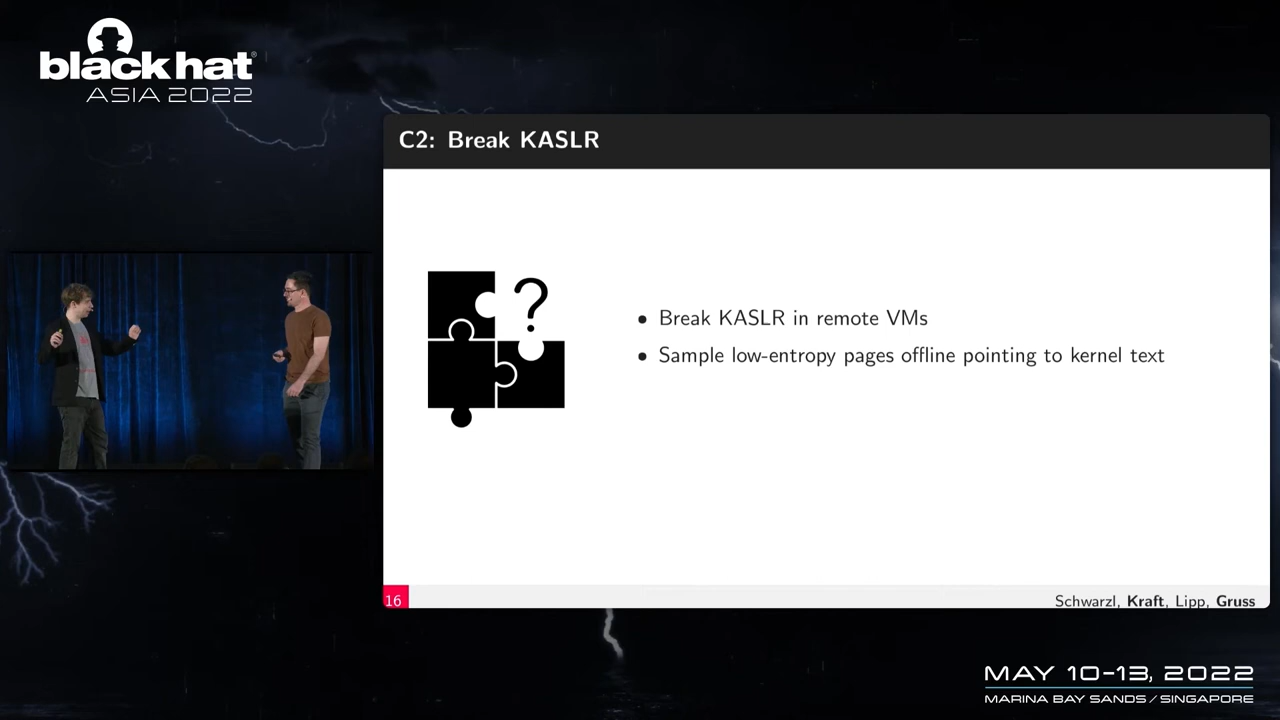 black hat®
ASIA 2022
C2: Break KASLR
?
• Break KASLR in remote VMs
• Sample low-entropy pages offline pointing to kernel text
16
Schwarzl, Kraft, Lipp, Gruss
MAY 10-13, 2022
MARINA BAY SANDS / SINGAPORE